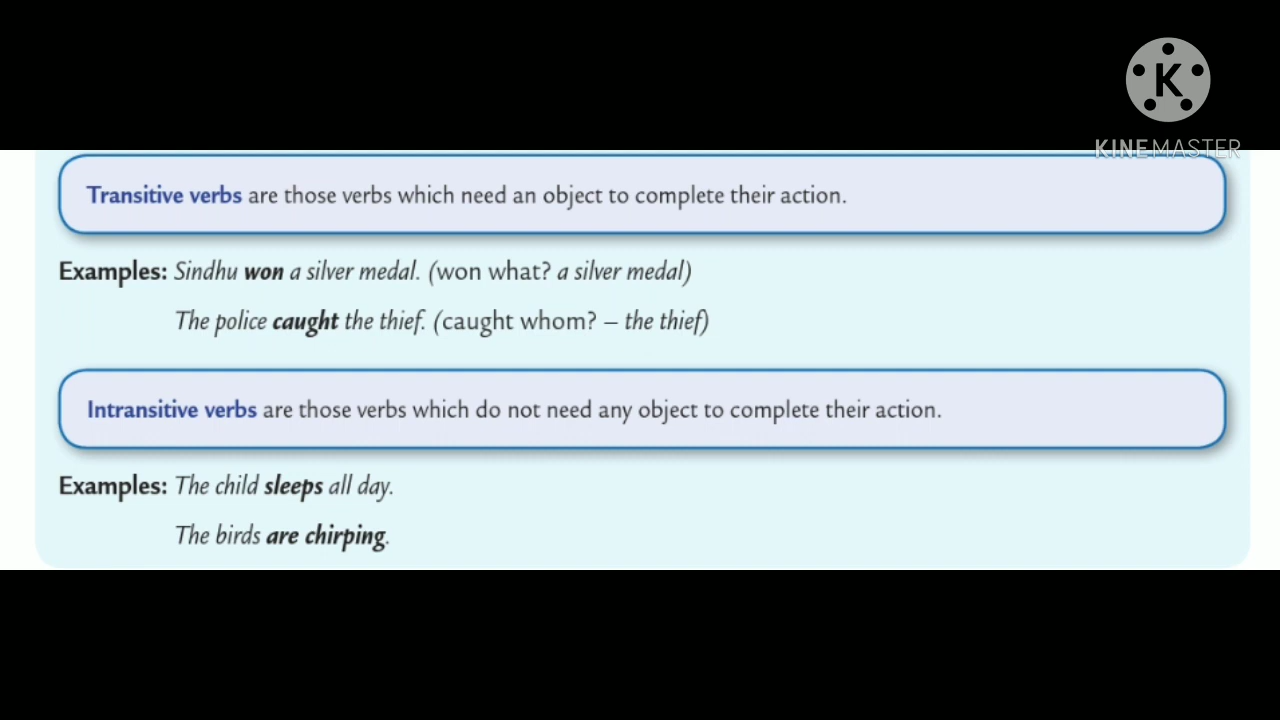 K
KINEMASTER
Transitive verbs are those verbs which need an object to complete their action.
Examples: Sindhu won a silver medal. (won what? a silver medal)
The police caught the thief. (caught whom? – the thief)
Intransitive verbs are those verbs which do not need any object to complete their action.
Examples: The child sleeps all day.
The birds are chirping.